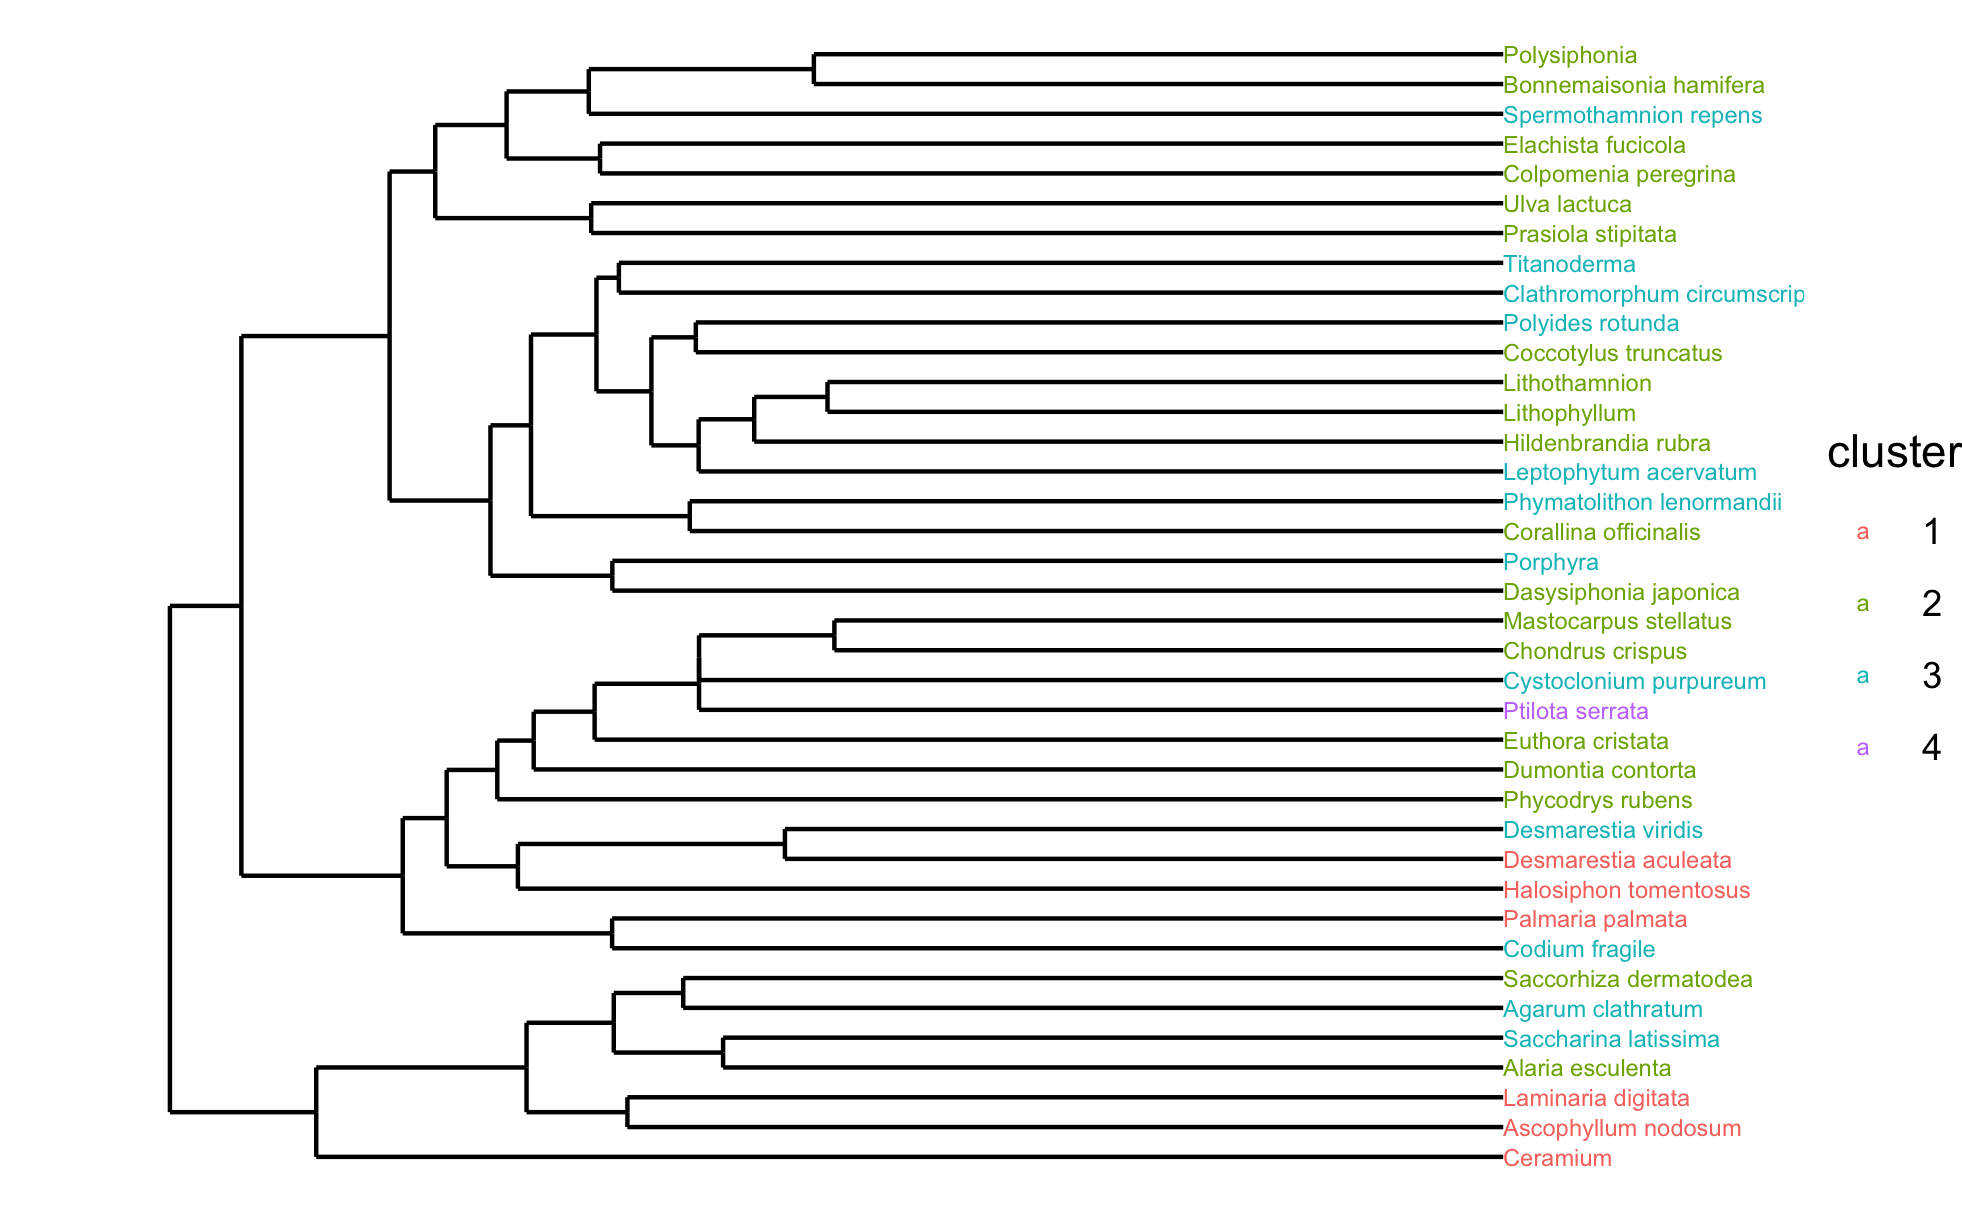 Polysiphonia
Bonnemaisonia hamifera
Spermothamnion repens
Elachista fucicola
Colpomenia peregrina
Ulva lactuca
Prasiola stipitata
Titanoderma
Clathromorphum circumscrip
Polyides rotunda
Coccotylus truncatus
Lithothamnion
Lithophyllum
Hildenbrandia rubra
Leptophytum acervatum
Phymatolithon lenormandii
Corallina officinalis
Porphyra
Dasysiphonia japonica
Mastocarpus stellatus
Chondrus crispus
Cystoclonium purpureum
Ptilota serrata
Euthora cristata
Dumontia contorta
Phycodrys rubens
Desmarestia viridis
Desmarestia aculeata
Halosiphon tomentosus
Palmaria palmata
Codium fragile
Saccorhiza dermatodea
Agarum clathratum
Saccharina latissima
Alaria esculenta
Laminaria digitata
Ascophyllum nodosum
Ceramium
cluster
a 1
a 2
a 3
a 4